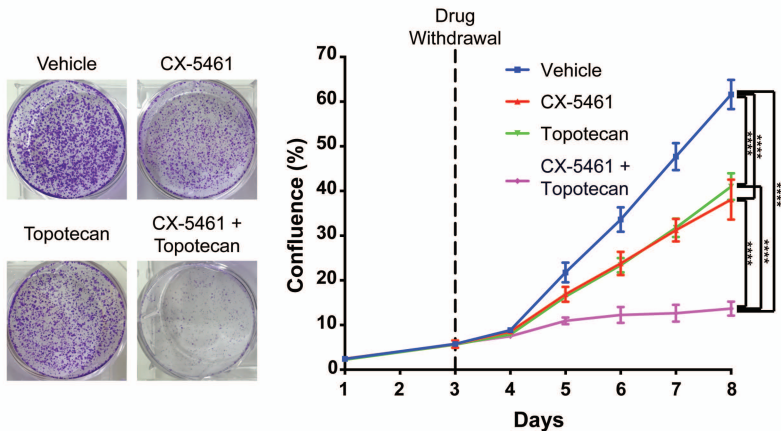 Vehicle
CX-5461
Topotecan
CX-5461 +
Topotecan
Drug
Withdrawal
70
60
50
40
30
20
10
0
Confluence (%)
Vehicle
CX-5461
Topotecan
CX-5461 +
Topotecan
****
****
****
****
****
1
2
3
4
5
6
7
8
Days